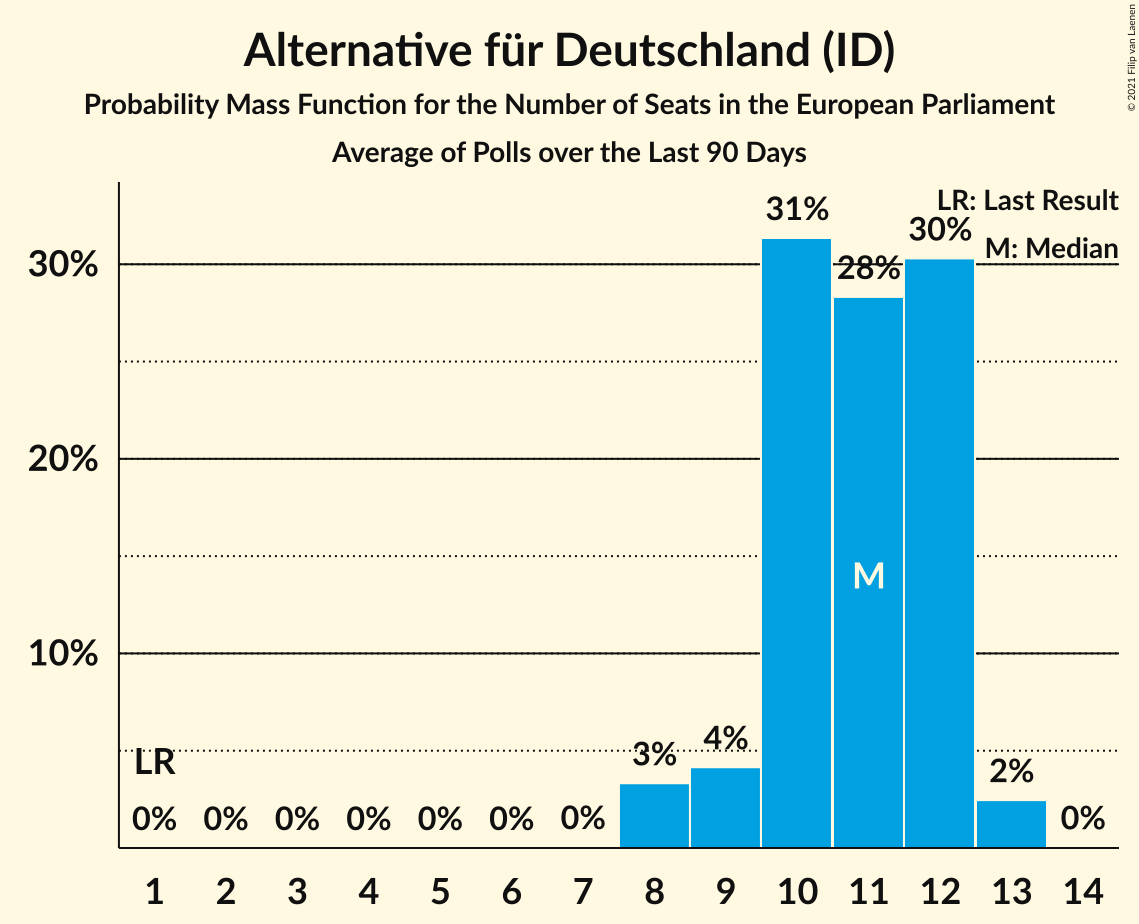 Alternative für Deutschland (ID)
Probability Mass Function for the Number of Seats in the European Parliament
Average of Polls over the Last 90 Days
© 2021 Filip van Laenen
LR: Last Result
M: Median
31%
30%
28%
30%
20%
M
10%
LR
3%
4%
2%
0% 0% 0% 0% 0% 0% 0% 0%
1 2 3 4 5 6 7 8 9 10 11 12 13 14